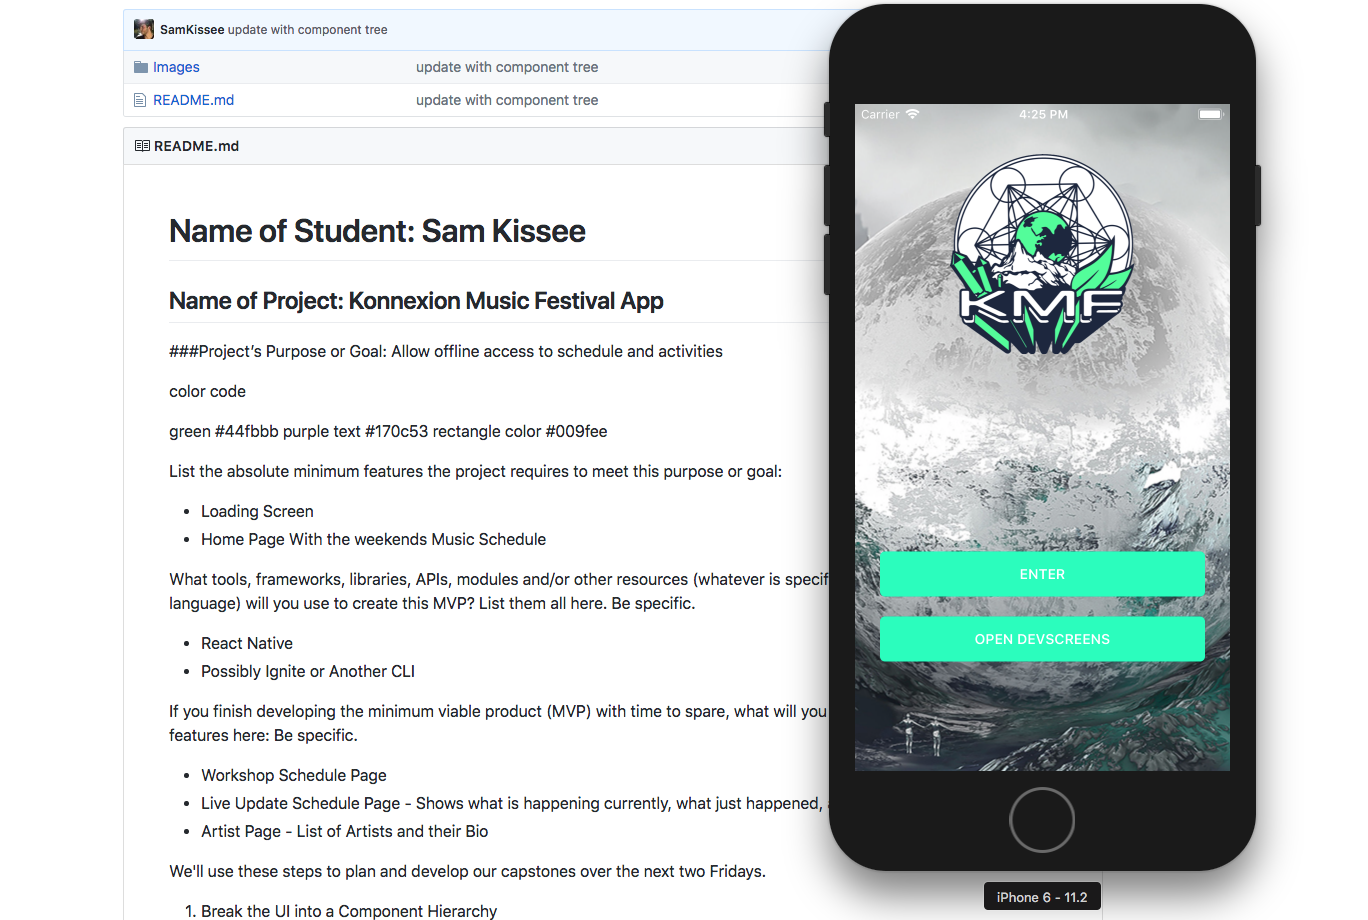 SamKissee update with component tree
Images update with component tree
README.md update with component tree
README.md
Name of Student: Sam Kissee
Name of Project: Konnexion Music Festival App
###Project’s Purpose or Goal: Allow offline access to schedule and activities
color code
green #44fbbb purple text #170c53 rectangle color #009fee
List the absolute minimum features the project requires to meet this purpose or goal:
• Loading Screen
• Home Page With the weekends Music Schedule
What tools, frameworks, libraries, APIs, modules and/or other resources (whatever is specif
language) will you use to create this MVP? List them all here. Be specific.
• React Native
• Possibly Ignite or Another CLI
If you finish developing the minimum viable product (MVP) with time to spare, what will you
features here: Be specific.
• Workshop Schedule Page
• Live Update Schedule Page - Shows what is happening currently, what just happened,
• Artist Page - List of Artists and their Bio
We'll use these steps to plan and develop our capstones over the next two Fridays.
1. Break the UI into a Component Hierarchy
Carrier 4:25 PM
KMF
ENTER
OPEN DEVSCREENS
iPhone 6 - 11.2